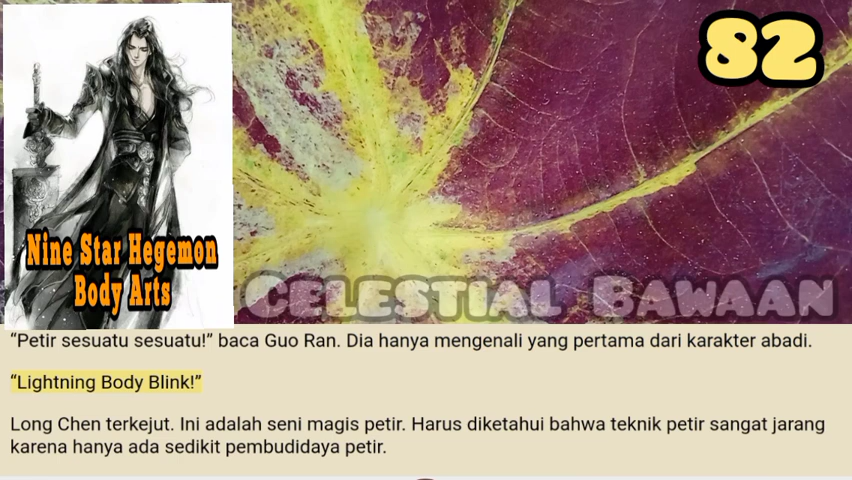 82
Nine Star Hegemon
Body Arts
Celestial Bawaan
“Petir sesuatu sesuatu!” baca Guo Ran. Dia hanya mengenali yang pertama dari karakter abadi.
“Lightning Body Blink!”
Long Chen terkejut. Ini adalah seni magis petir. Harus diketahui bahwa teknik petir sangat jarang
karena hanya ada sedikit pembudidaya petir.